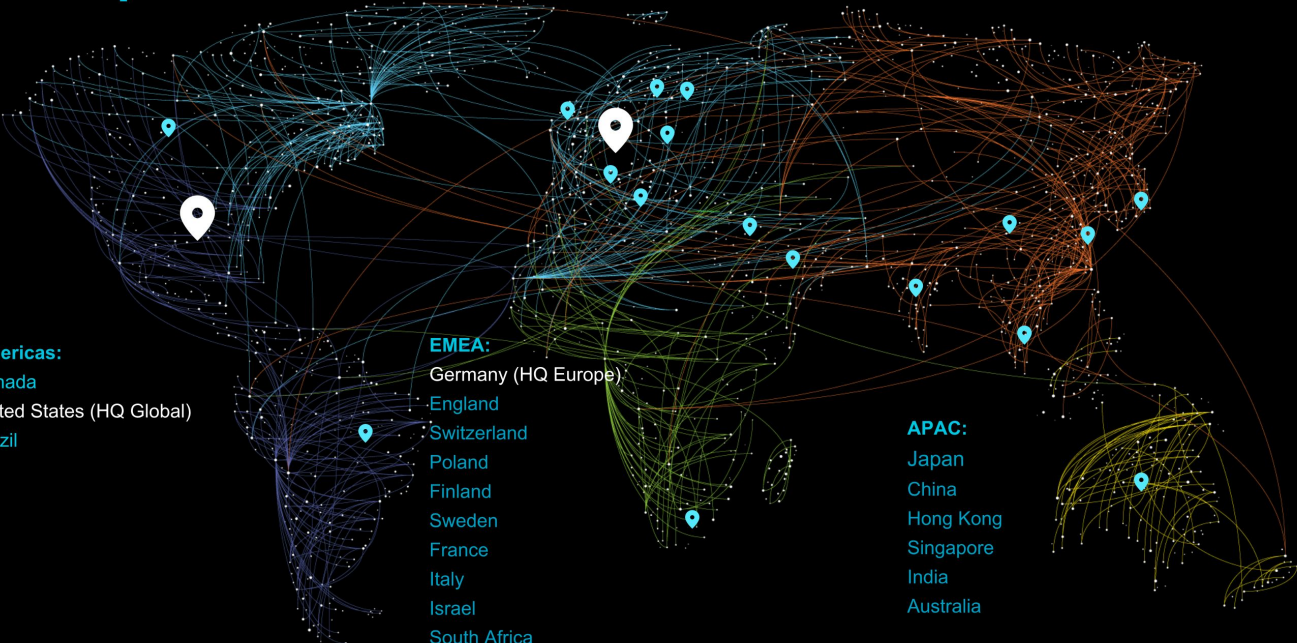 ericas:
nada
ted States (HQ Global)
zil
EMEA:
Germany (HQ Europe)
England
Switzerland
Poland
Finland
Sweden
France
Italy
Israel
South Africa
APAC:
Japan
China
Hong Kong
Singapore
India
Australia